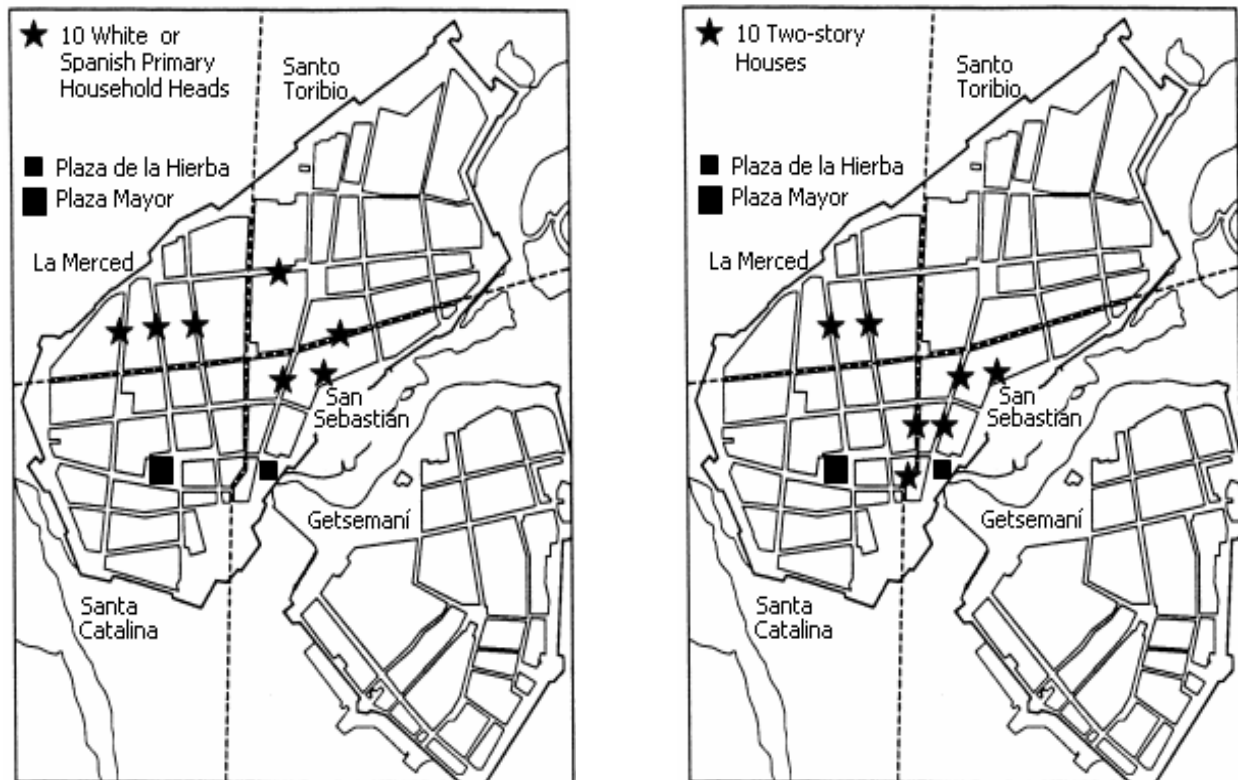 10 White or
Spanish Primary
Household Heads
Santo
Toribio
Plaza de la Hierba
Plaza Mayor
La Merced
San
Sebastián
Getsemaní
Santa
Catalina
10 Two-story
Houses
Santo
Toribio
Plaza de la Hierba
Plaza Mayor
La Merced
San
Sebastián
Getsemaní
Santa
Catalina